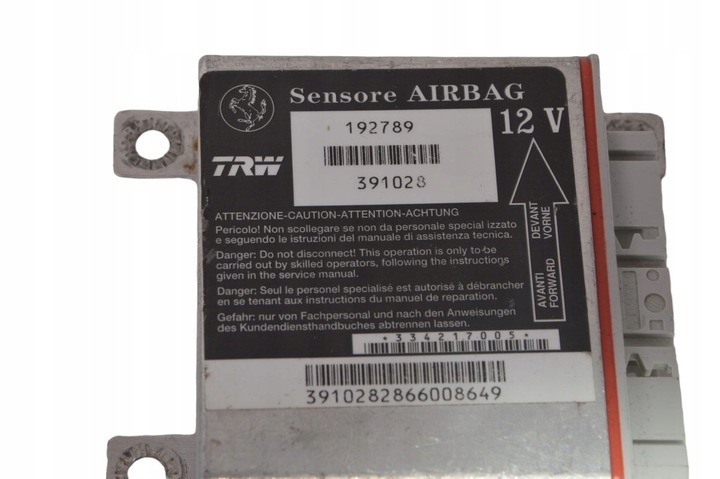 Sensore AIRBAG
192789
12 V
TRW
391028
ATTENZIONE-CAUTION-ATTENTION-ACHTUNG
Pericolo! Non scollegare se non da personale special izzato
e seguendo le istruzioni del manuale di assistenza tecnica.
Danger: Do not disconnect! This operation is only to be
carried out by skilled operators, following the instructions
given in the service manual.
Danger: Seul le personel specialisé est autorisé à débrancher
en se tenant aux instructions du manuel de reparation.
Gefahr: nur von Fachpersonal und nach den Anweisungen
des Kundendiensthandbuches abtrennen lassen.
AVANTI DEVANT
FORWARD VORNE
*334217005*
3910282866008649